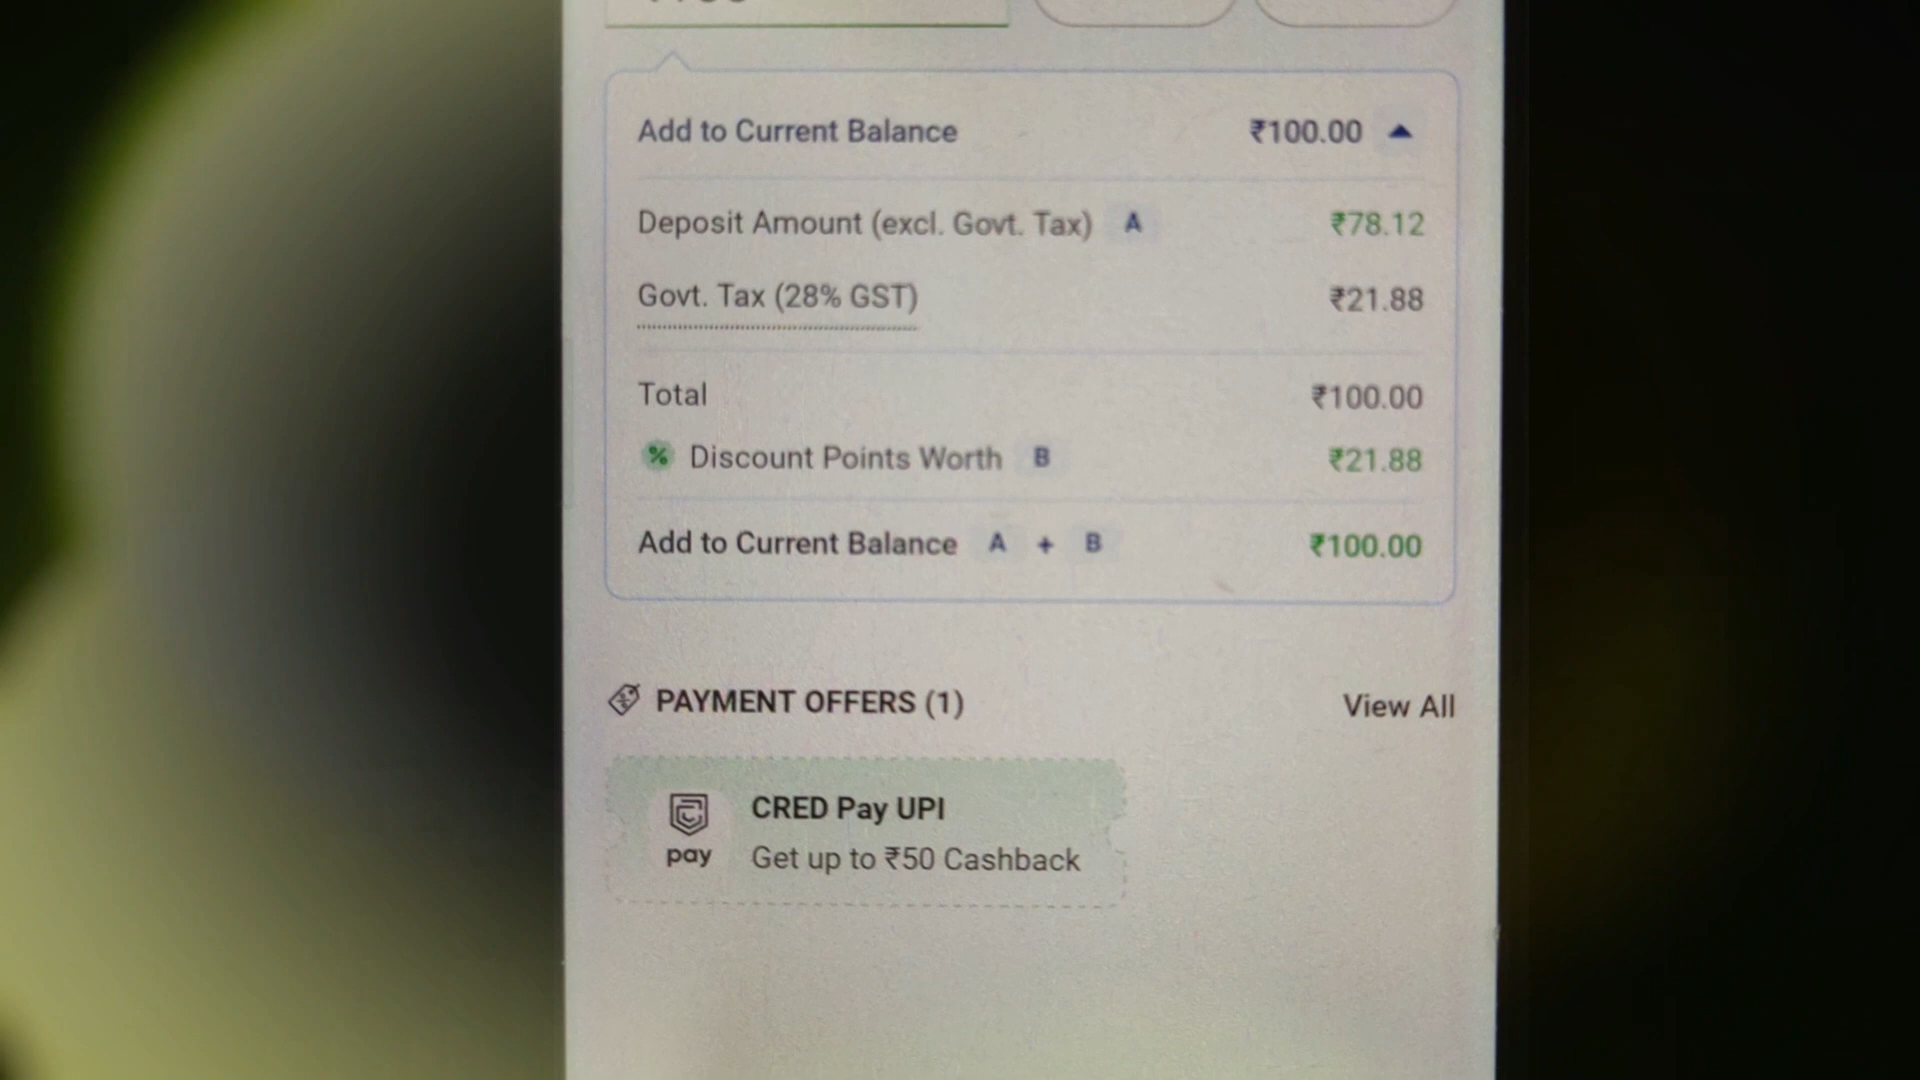 Add to Current Balance ₹100.00
Deposit Amount (excl. Govt. Tax) A ₹78.12
Govt. Tax (28% GST) ₹21.88
Total ₹100.00
% Discount Points Worth B ₹21.88
Add to Current Balance A + B ₹100.00
PAYMENT OFFERS (1) View All
CRED Pay UPI
pay Get up to ₹50 Cashback